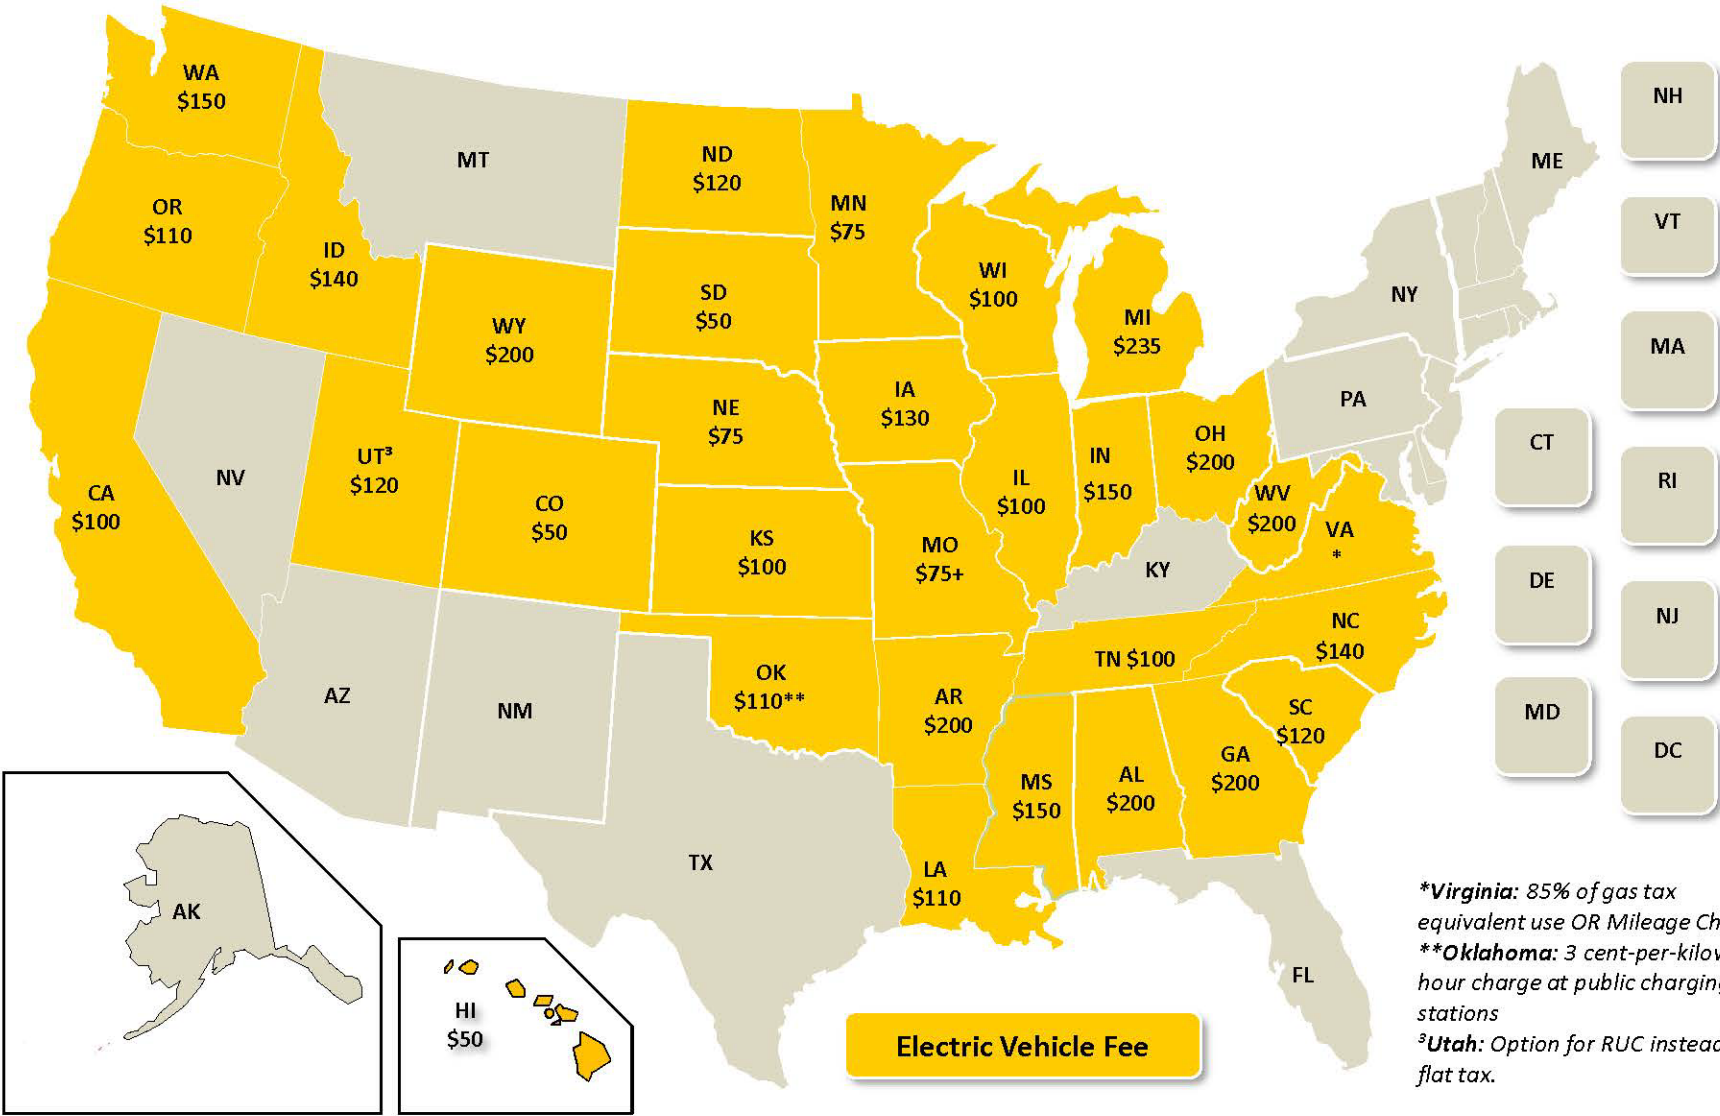 WA
$150
OR
$110
ID
$140
MT
ND
$120
MN
$75
SD
$50
WY
$200
WI
$100
MI
$235
NY
ME
NH
VT
MA
CT
RI
DE
NJ
MD
DC
PA
CA
$100
NV
UT³
$120
CO
$50
NE
$75
IA
$130
IL
$100
IN
$150
OH
$200
WV
$200
VA
*
KS
$100
MO
$75+
KY
NC
$140
TN $100
AZ
NM
OK
$110**
AR
$200
SC
$120
MS
$150
AL
$200
GA
$200
TX
LA
$110
FL
AK
HI
$50
Electric Vehicle Fee
*Virginia: 85% of gas tax
equivalent use OR Mileage
**Oklahoma: 3
hour charge at public charging
stations
³Utah: Option for RUC instead
flat tax.